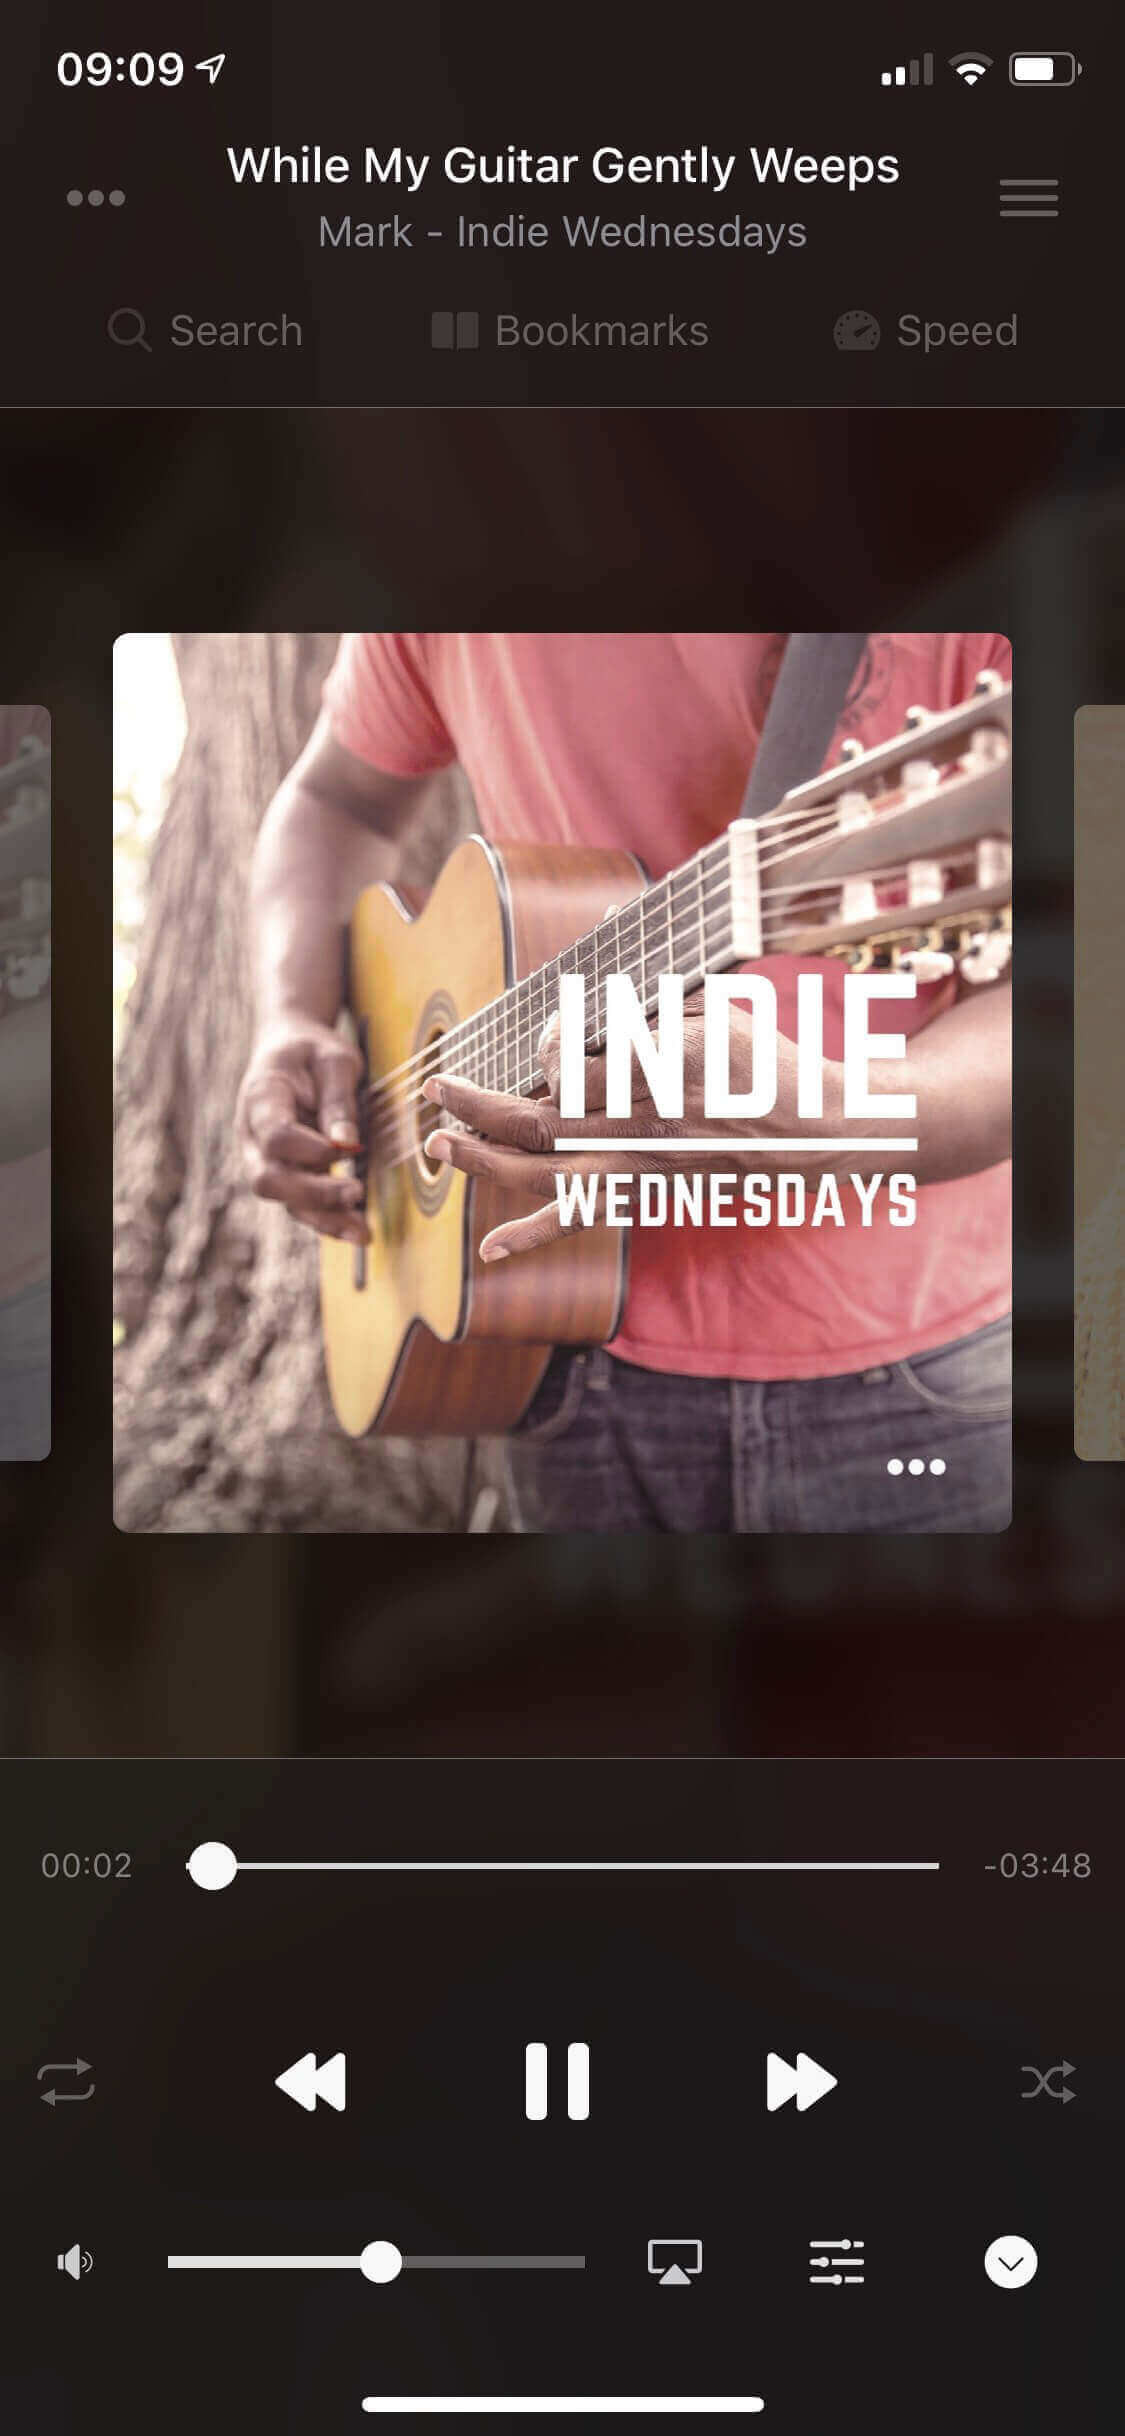 09:09
While My Guitar Gently Weeps
Mark - Indie Wednesdays
Search Bookmarks Speed
INDIE
WEDNESDAYS
00:02 -03:48